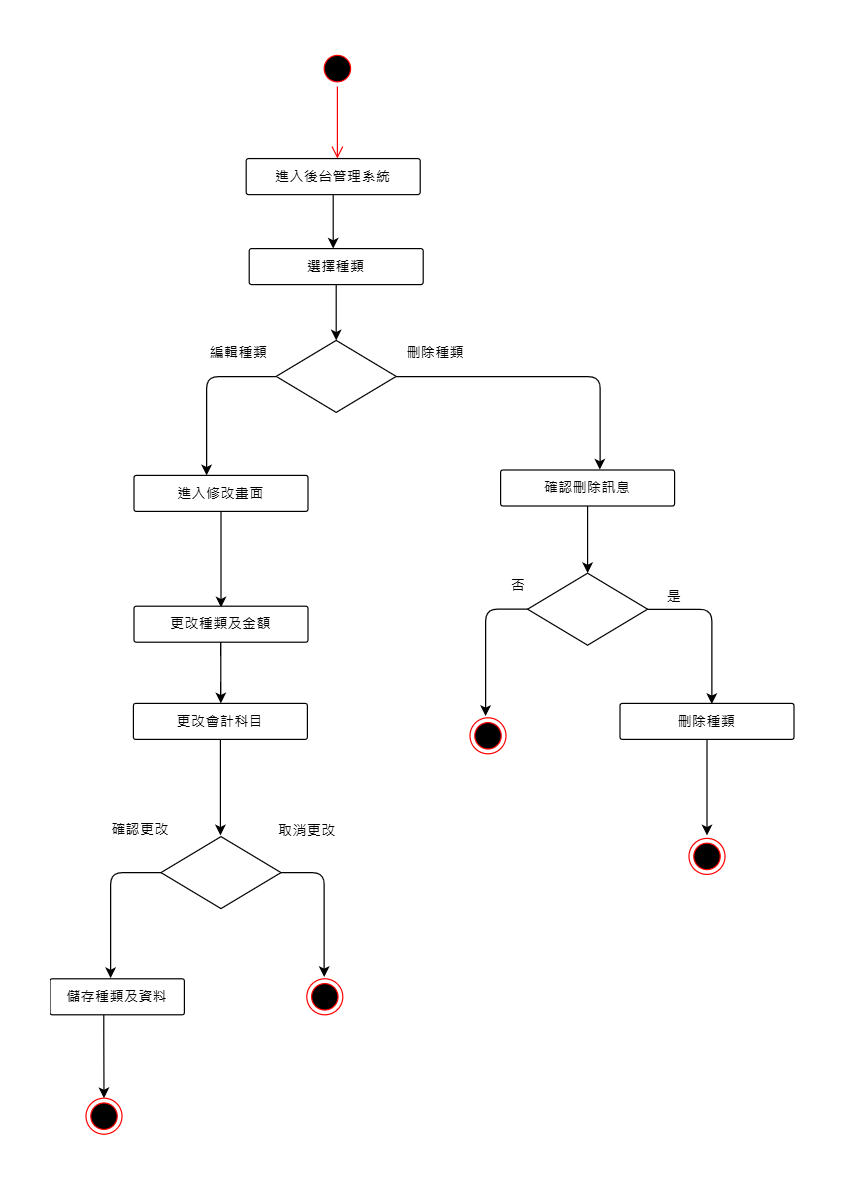 進入後台管理系統
選擇種類
編輯種類
刪除種類
進入修改畫面
確認刪除訊息
否
是
更改種類及金額
更改會計科目
刪除種類
確認更改
取消更改
儲存種類及資料